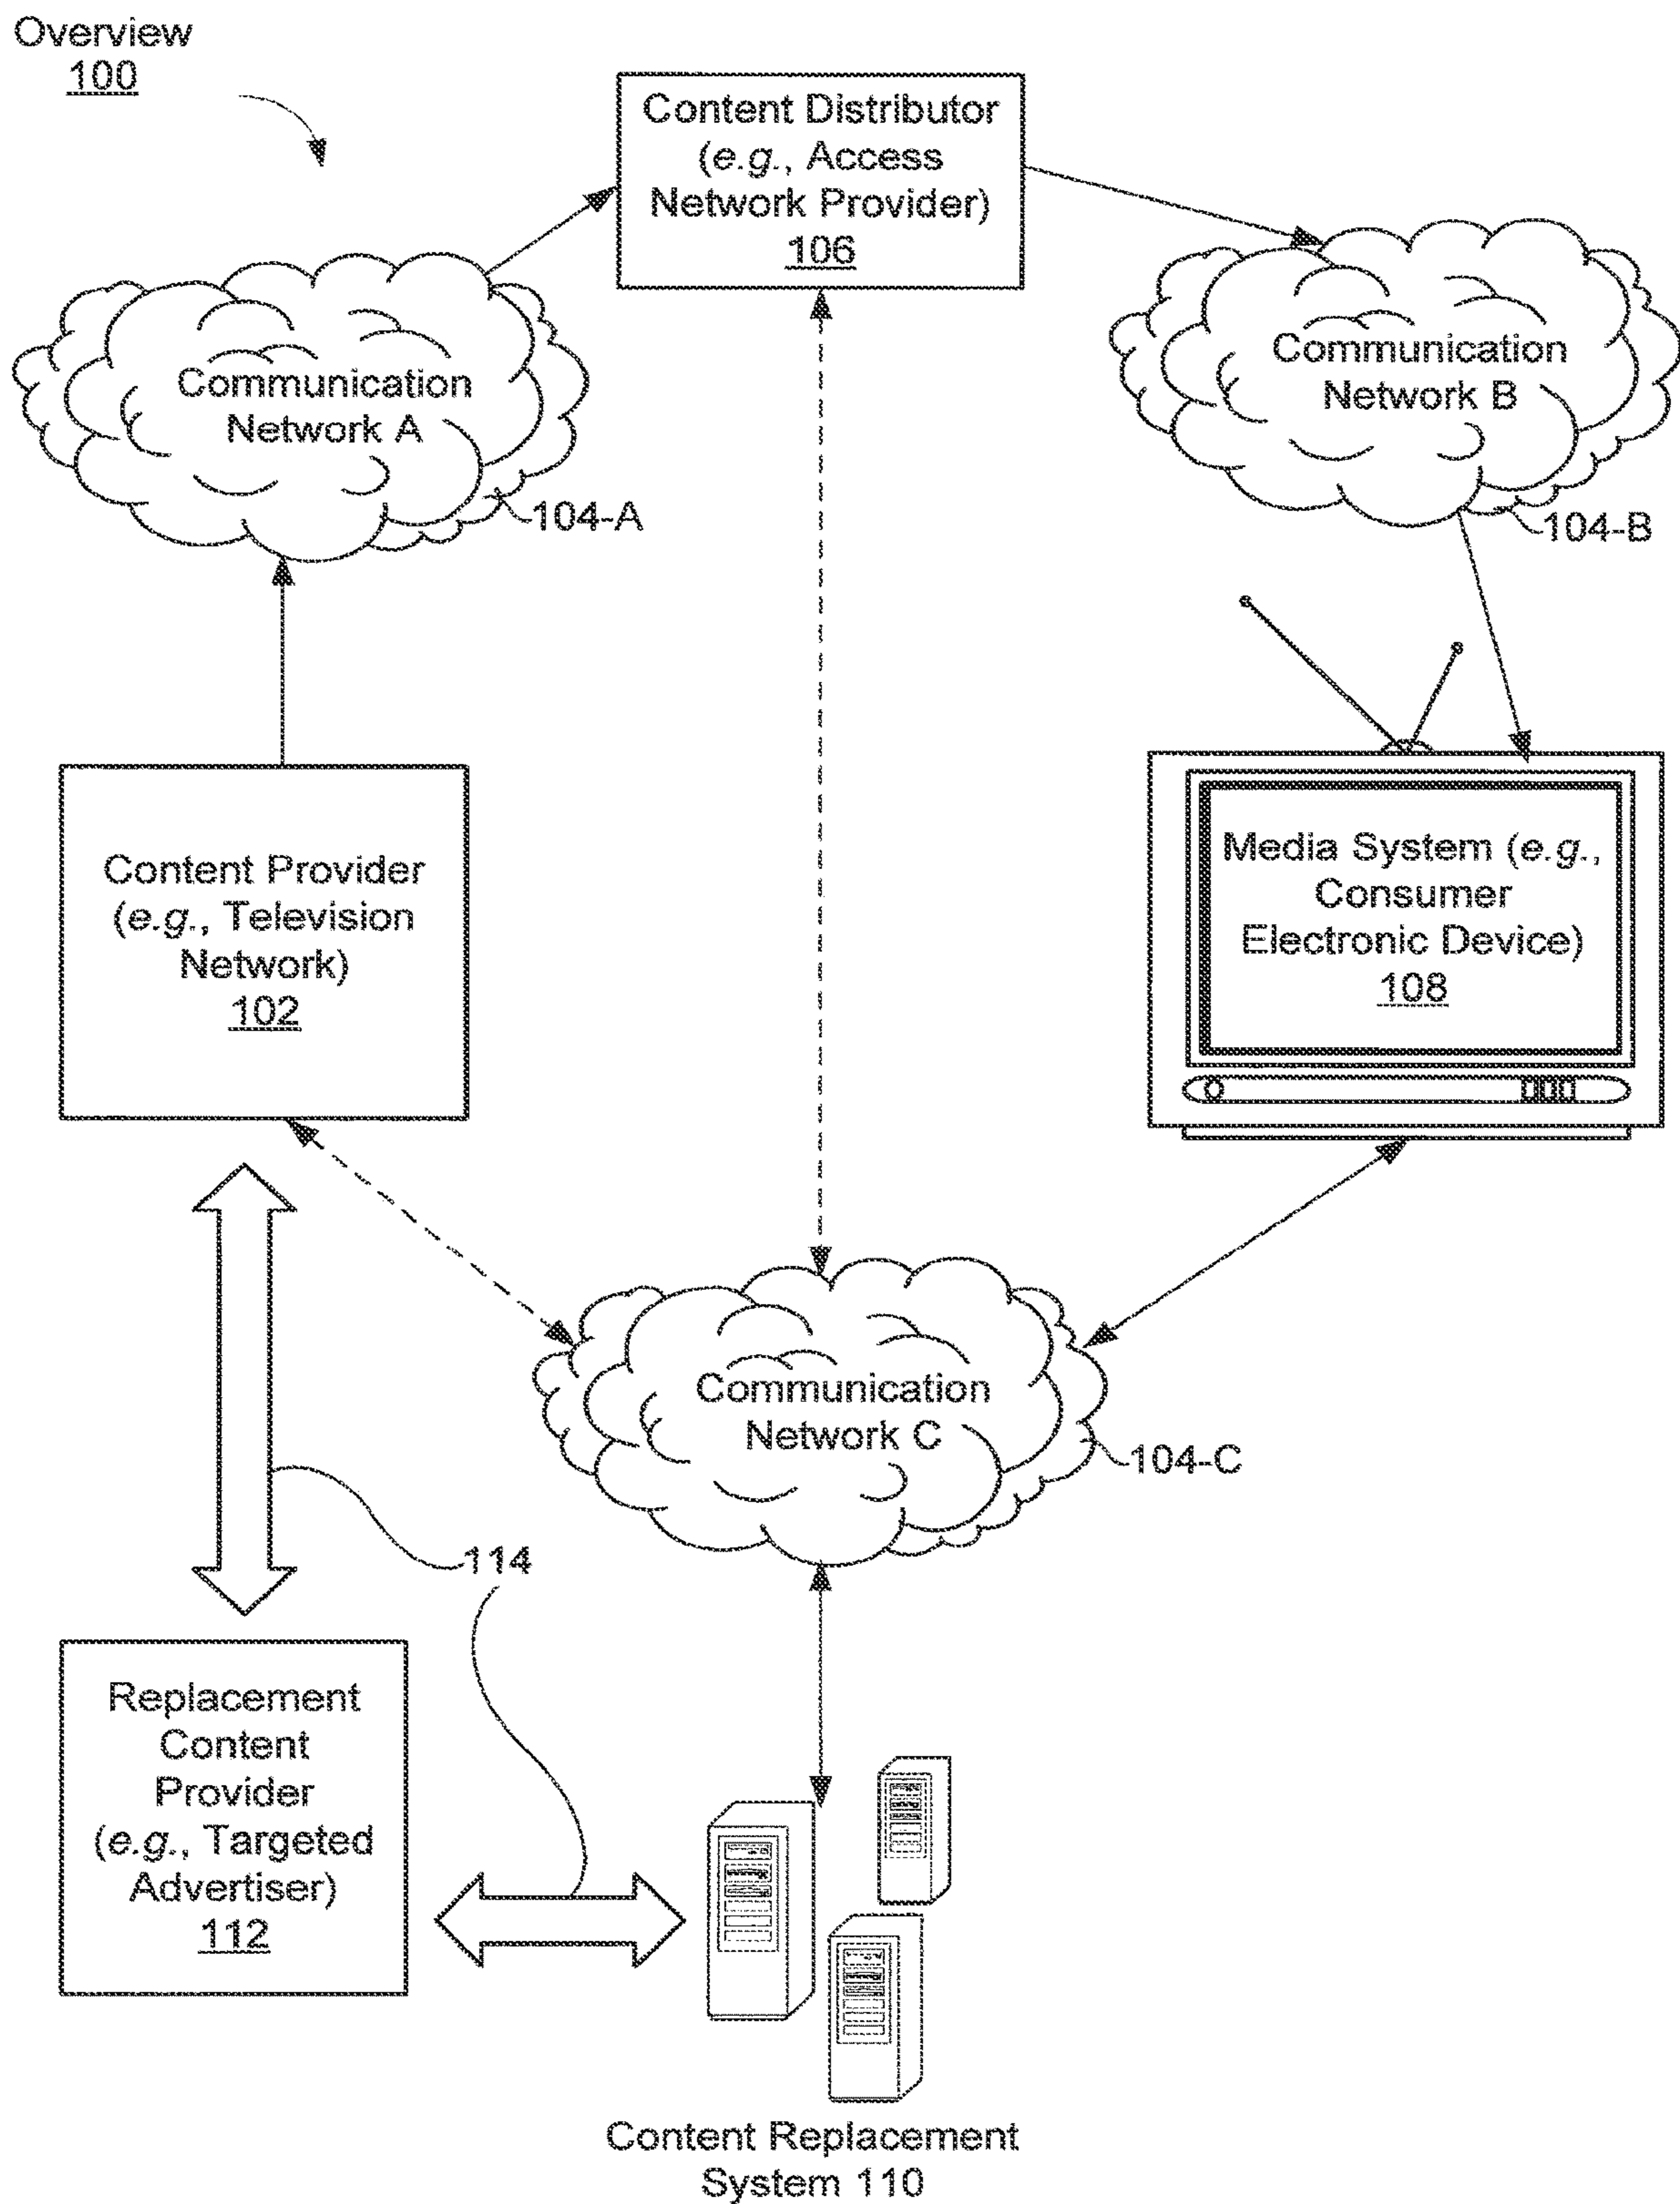 Overview
100
Content Distributor
(e.g., Access
Network Provider)
106
Communication
Network A
104-A
Communication
Network B
104-B
Content Provider
(e.g., Television
Network)
102
Media System (e.g.,
Consumer
Electronic Device)
108
Communication
Network C
104-C
114
Replacement
Content
Provider
(e.g., Targeted
Advertiser)
112
Content Replacement
System 110